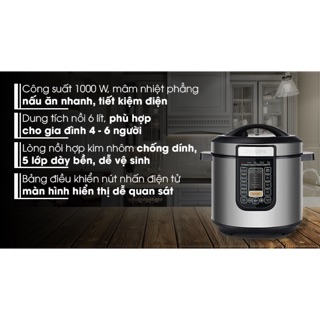 Công suất 1000 W, mâm nhiệt phẳng
nấu ăn nhanh, tiết kiệm điện
Dung tích nồi 6 lít, phù hợp
cho gia đình 4 - 6 người
Lòng nồi hợp kim nhôm chống dính,
5 lớp dày bền, dễ vệ sinh
Bảng điều khiển nút nhấn điện tử
màn hình hiển thị dễ quan sát